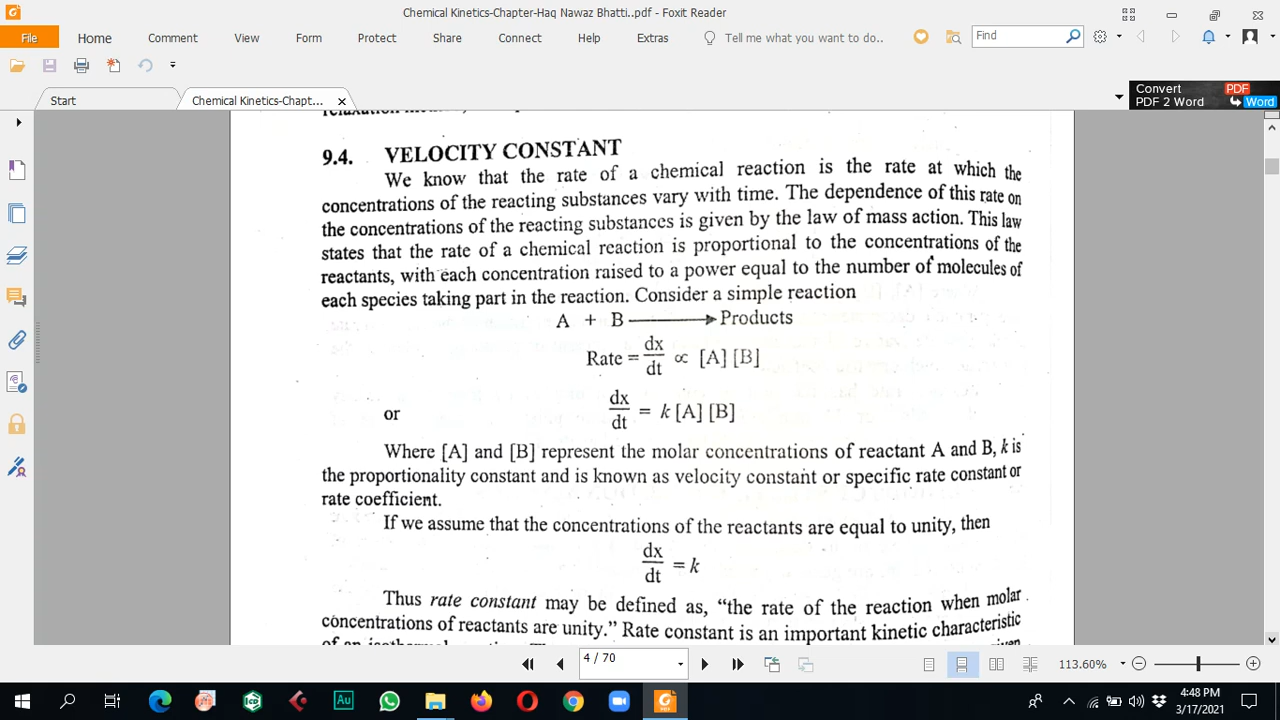 Chemical Kinetics-Chapter-Haq Nawaz Bhatti..pdf - Foxit Reader
File Home Comment View Form Protect Share Connect Help Extras Tell me what you want to do.. Find
Start Chemical Kinetics-Chapt... Convert PDF
PDF 2 Word Word
9.4. VELOCITY CONSTANT
We know that the rate of a chemical reaction is the rate at which the
concentrations of the reacting substances vary with time. The dependence of this rate on
the concentrations of the reacting substances is given by the law of mass action. This law
states that the rate of a chemical reaction is proportional to the concentrations of the
reactants, with each concentration raised to a power equal to the number of molecules of
each species taking part in the reaction. Consider a simple reaction
A + B ⟶ Products
Rate = dx/dt ∝ [A] [B]
or dx/dt = k [A] [B]
Where [A] and [B] represent the molar concentrations of reactant A and B, k is
the proportionality constant and is known as velocity constant or specific rate constant or
rate coefficient.
If we assume that the concentrations of the reactants are equal to unity, then
dx/dt = k
Thus rate constant may be defined as, “the rate of the reaction when molar
concentrations of reactants are unity.” Rate constant is an important kinetic characteristic
4 / 70 113.60%
4:48 PM
3/17/2021